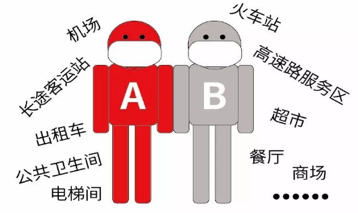 机场
长途客运站
出租车
公共卫生间
电梯间
A
B
火车站
高速路服务区
超市
餐厅
商场
••••••